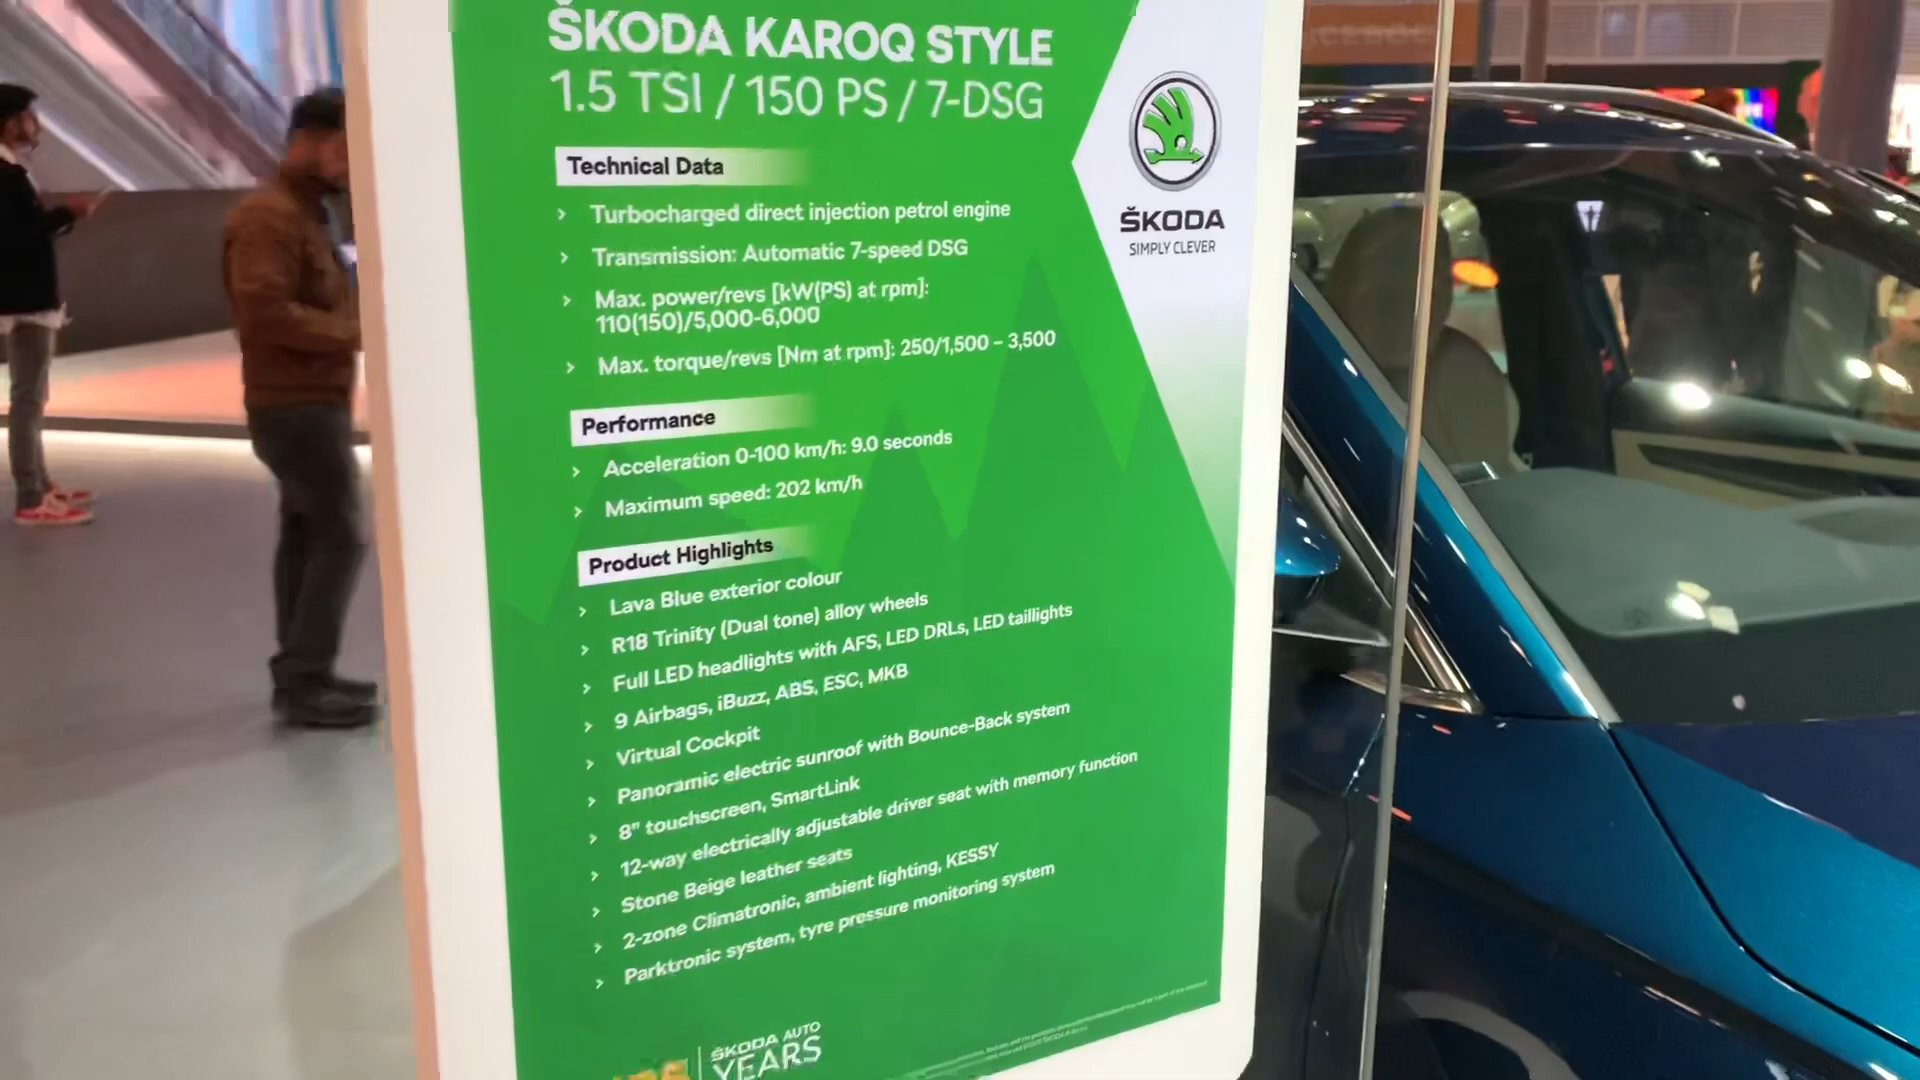 ŠKODA KAROQ STYLE
1.5 TSI / 150 PS / 7-DSG
ŠKODA
SIMPLY CLEVER
Technical Data
Turbocharged direct injection petrol engine
Transmission: Automatic 7-speed DSG
Max. power/revs [kW(PS) at rpm]:
110(150)/5,000-6,000
Max. torque/revs [Nm at rpm]: 250/1,500 – 3,500
Performance
Acceleration 0-100 km/h: 9.0 seconds
Maximum speed: 202 km/h
Product Highlights
Lava Blue exterior colour
R18 Trinity (Dual tone) alloy wheels
Full LED headlights with AFS, LED DRLs, LED taillights
9 Airbags, iBuzz, ABS, ESC, MKB
Virtual Cockpit
Panoramic electric sunroof with Bounce-Back system
8" touchscreen, SmartLink
12-way electrically adjustable driver seat with memory function
Stone Beige leather seats
2-zone Climatronic, ambient lighting, KESSY
Parktronic system, tyre pressure monitoring system
ŠKODA AUTO
YEARS